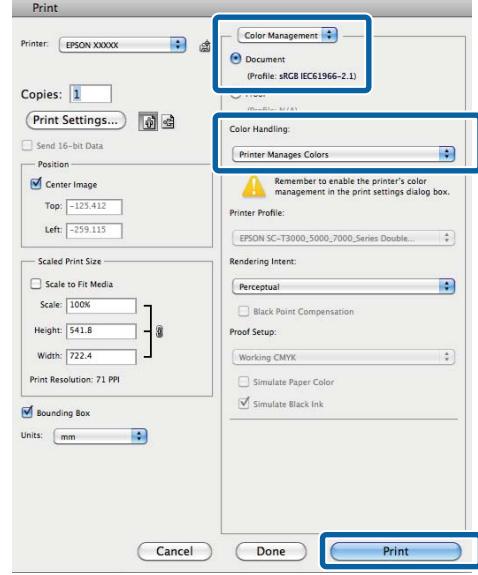 Print
Printer: EPSON XXXXX
Copies: 1
Print Settings...
Send 16-bit Data
Position
Center Image
Top: -125.412
Left: -259.115
Scaled Print Size
Scale to Fit Media
Scale: 100%
Height: 541.8
Width: 722.4
Print Resolution: 71 PPI
Bounding Box
Units: mm
Color Management
Document
(Profile: sRGB IEC61966-2.1)
Color Handling:
Printer Manages Colors
Remember to enable the printer's color
management in the print settings dialog box.
Printer Profile:
EPSON SC-T3000_5000_7000_Series Double...
Rendering Intent:
Perceptual
Black Point Compensation
Proof Setup:
Working CMYK
Simulate Paper Color
Simulate Black Ink
Cancel
Done
Print